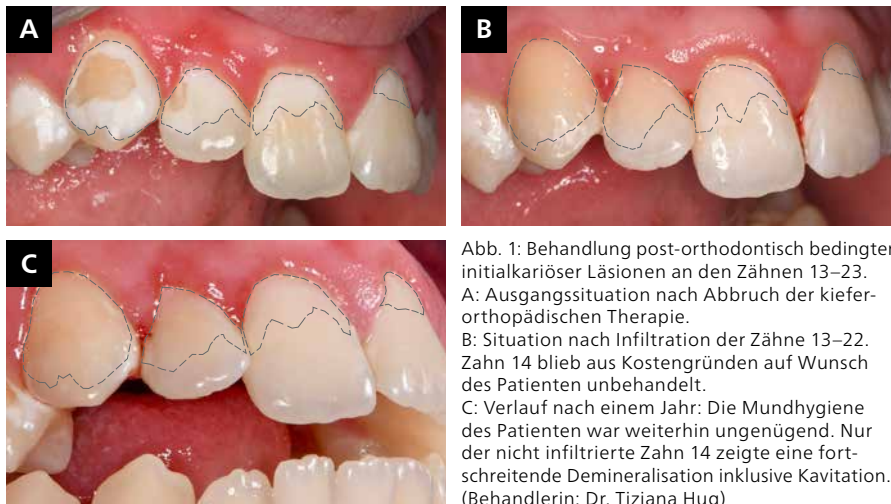 A
B
C
Abb. 1: Behandlung post-orthodontisch bedingter
initialkariöser Läsionen an den Zähnen 13–23.
A: Ausgangssituation nach Abbruch der kiefer-
orthopädischen Therapie.
B: Situation nach Infiltration der Zähne 13–22.
Zahn 14 blieb aus Kostengründen auf Wunsch
des Patienten unbehandelt.
C: Verlauf nach einem Jahr: Die Mundhygiene
des Patienten war weiterhin ungenügend. Nur
der nicht infiltrierte Zahn 14 zeigte eine fort-
schreitende Demineralisation inklusive Kavitation.
(Behandlerin: Dr. Tiziana Hug)